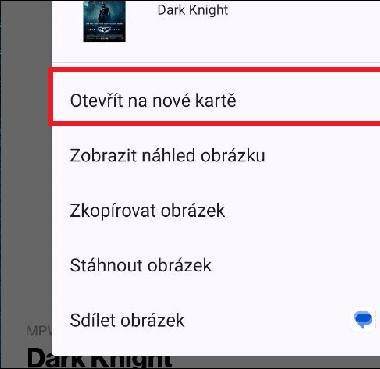 Dark Knight
Otevřít na nové kartě
Zobrazit náhled obrázku
Zkopírovat obrázek
Stáhnout obrázek
Sdílet obrázek
MPV
Dark Knight